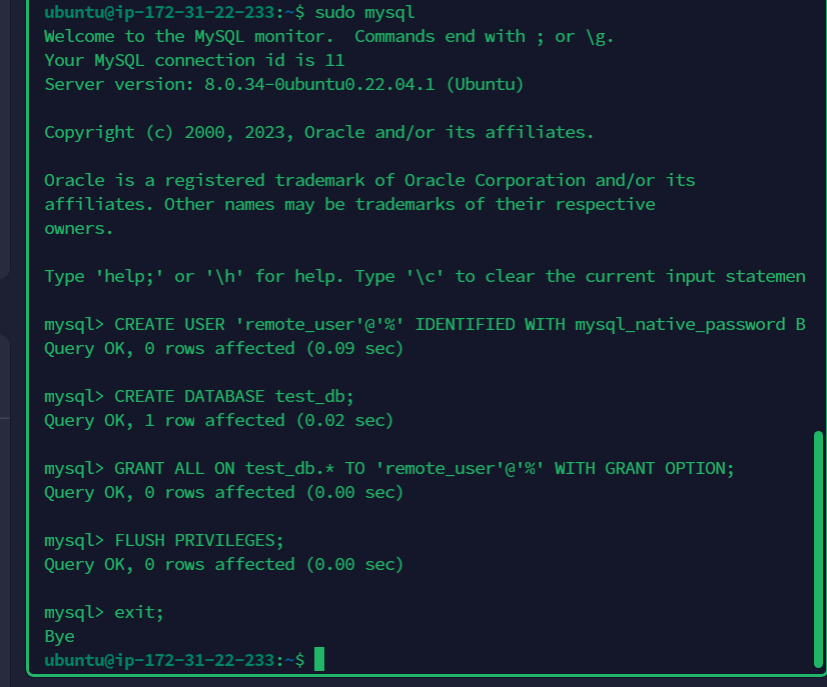 ubuntu@ip-172-31-22-233:~$ sudo mysql
Welcome to the MySQL monitor.  Commands end with ; or \g.
Your MySQL connection id is 11
Server version: 8.0.34-0ubuntu0.22.04.1 (Ubuntu)
Copyright (c) 2000, 2023, Oracle and/or its affiliates.
Oracle is a registered trademark of Oracle Corporation and/or its
affiliates. Other names may be trademarks of their respective
owners.
Type 'help;' or '\h' for help. Type '\c' to clear the current input statemen
mysql> CREATE USER 'remote_user'@'%' IDENTIFIED WITH mysql_native_password B
Query OK, 0 rows affected (0.09 sec)
mysql> CREATE DATABASE test_db;
Query OK, 1 row affected (0.02 sec)
mysql> GRANT ALL ON test_db.* TO 'remote_user'@'%' WITH GRANT OPTION;
Query OK, 0 rows affected (0.00 sec)
mysql> FLUSH PRIVILEGES;
Query OK, 0 rows affected (0.00 sec)
mysql> exit;
Bye
ubuntu@ip-172-31-22-233:~$